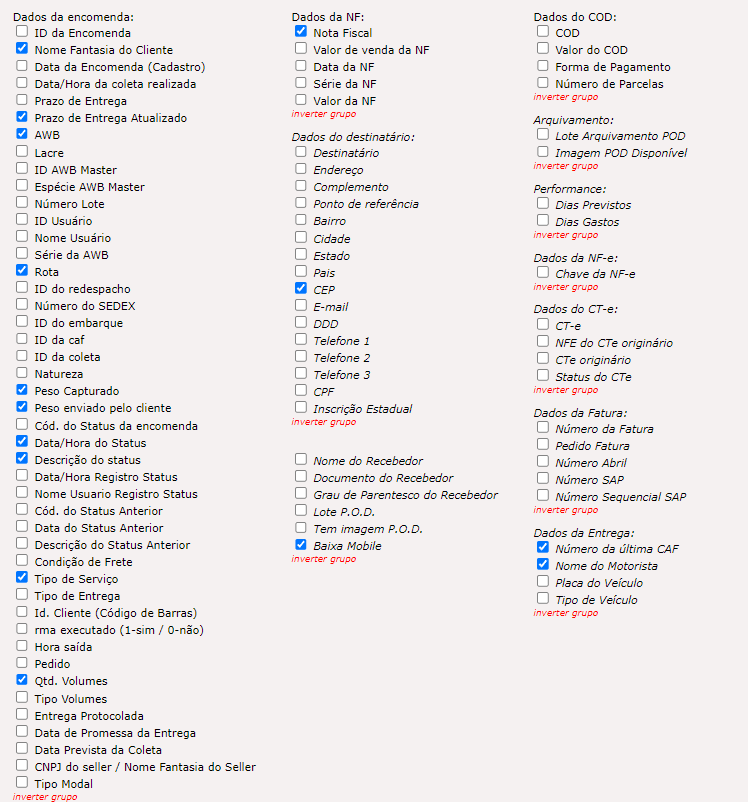 Dados da encomenda:
ID da Encomenda
Nome Fantasia do Cliente
Data da Encomenda (Cadastro)
Data/Hora da coleta realizada
Prazo de Entrega
Prazo de Entrega Atualizado
AWB
Lacre
ID AWB Master
Espécie AWB Master
Número Lote
ID Usuário
Nome Usuário
Série da AWB
Rota
ID do redespacho
Número do SEDEX
ID do embarque
ID da caf
ID da coleta
Natureza
Peso Capturado
Peso enviado pelo cliente
Cód. do Status da encomenda
Data/Hora do Status
Descrição do status
Data/Hora Registro Status
Nome Usuario Registro Status
Cód. do Status Anterior
Data do Status Anterior
Descrição do Status Anterior
Condição de Frete
Tipo de Serviço
Tipo de Entrega
Id. Cliente (Código de Barras)
rma executado (1-sim / 0-não)
Hora saída
Pedido
Qtd. Volumes
Tipo Volumes
Entrega Protocolada
Data de Promessa da Entrega
Data Prevista da Coleta
CNPJ do seller / Nome Fantasia do Seller
Tipo Modal
inverter grupo
Dados da NF:
Nota Fiscal
Valor de venda da NF
Data da NF
Série da NF
Valor da NF
inverter grupo
Dados do destinatário:
Destinatário
Endereço
Complemento
Ponto de referência
Bairro
Cidade
Estado
Pais
CEP
E-mail
DDD
Telefone 1
Telefone 2
Telefone 3
CPF
Inscrição Estadual
inverter grupo
Nome do Recebedor
Documento do Recebedor
Grau de Parentesco do Recebedor
Lote P.O.D.
Tem imagem P.O.D.
Baixa Mobile
inverter grupo
Dados do COD:
COD
Valor do COD
Forma de Pagamento
Número de Parcelas
inverter grupo
Arquivamento:
Lote Arquivamento POD
Imagem POD Disponível
inverter grupo
Performance:
Dias Previstos
Dias Gastos
inverter grupo
Dados da NF-e:
Chave da NF-e
inverter grupo
Dados do CT-e:
CT-e
NFE do CTe originário
CTe originário
Status do CTe
inverter grupo
Dados da Fatura:
Número da Fatura
Pedido Fatura
Número Abril
Número SAP
Número Sequencial SAP
inverter grupo
Dados da Entrega:
Número da última CAF
Nome do Motorista
Placa do Veículo
Tipo de Veículo
inverter grupo